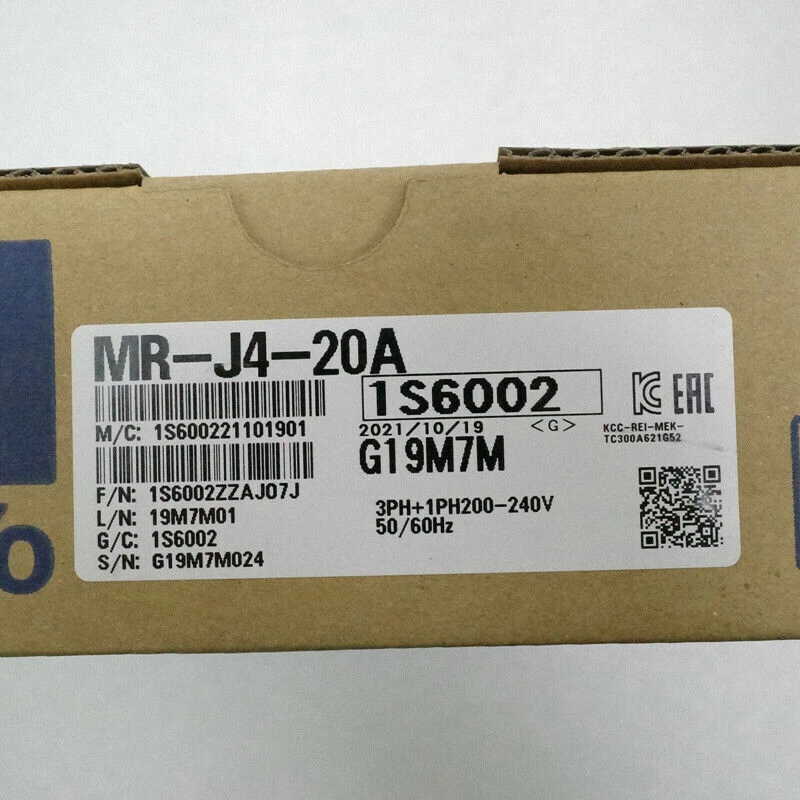 MR-J4-20A
1S6002
M/C: 1S600221101901
2021/10/19 <G>
G19M7M
KCC-REI-MEK-
TC300A621G52
EAC
F/N: 1S6002ZZAJ07J
L/N: 19M7M01
G/C: 1S6002
S/N: G19M7M024
3PH+1PH200-240V
50/60Hz
%